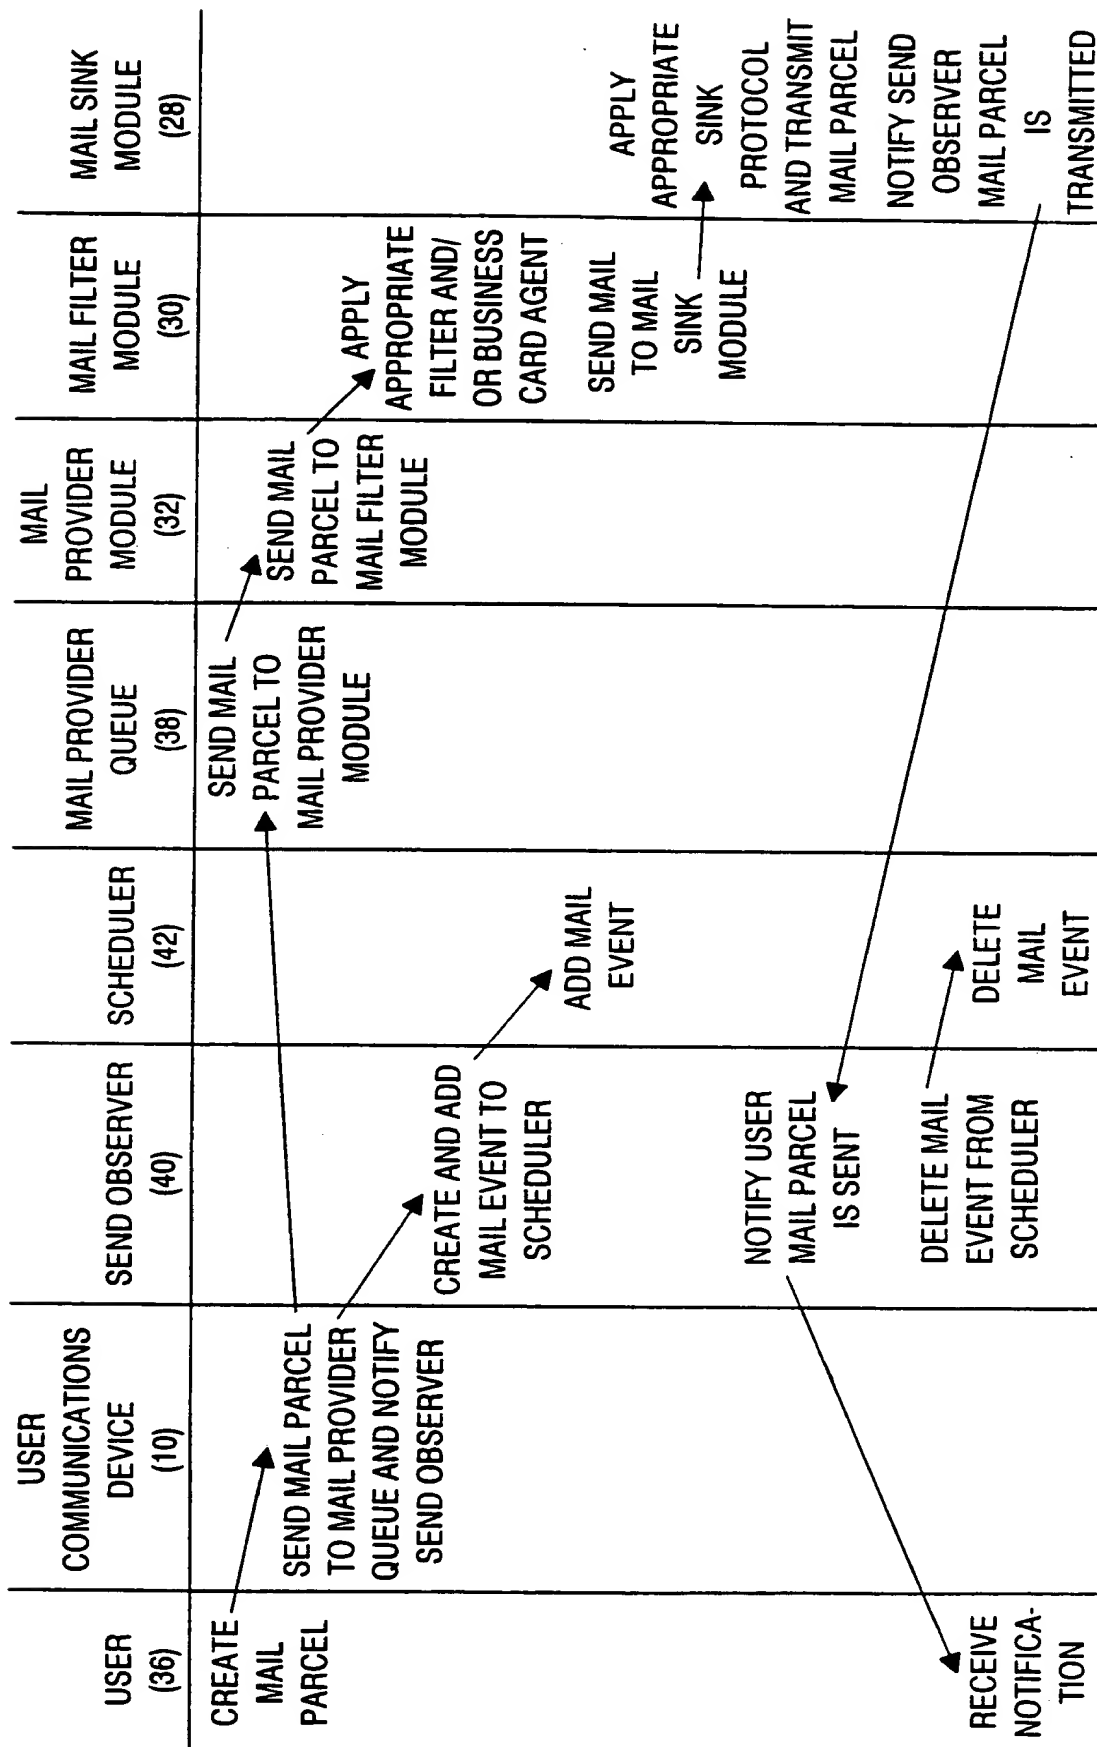 USER
(36)
USER
COMMUNICATIONS
DEVICE
(10)
SEND OBSERVER
(40)
SCHEDULER
(42)
MAIL PROVIDER
QUEUE
(38)
MAIL
PROVIDER
MODULE
(32)
MAIL FILTER
MODULE
(30)
MAIL SINK
MODULE
(28)
CREATE
MAIL
PARCEL
SEND MAIL PARCEL
TO MAIL PROVIDER
QUEUE AND NOTIFY
SEND OBSERVER
SEND MAIL
PARCEL TO
MAIL PROVIDER
MODULE
SEND MAIL
PARCEL TO
MAIL FILTER
MODULE
APPLY
APPROPRIATE
FILTER AND/
OR BUSINESS
CARD AGENT
CREATE AND ADD
MAIL EVENT TO
SCHEDULER
ADD MAIL
EVENT
SEND MAIL
TO MAIL
SINK
MODULE
APPLY
APPROPRIATE
SINK
PROTOCOL
AND TRANSMIT
MAIL PARCEL
NOTIFY SEND
OBSERVER
MAIL PARCEL
IS
TRANSMITTED
NOTIFY USER
MAIL PARCEL
IS SENT
DELETE MAIL
EVENT FROM
SCHEDULER
DELETE
MAIL
EVENT
RECEIVE
NOTIFICA-
TION